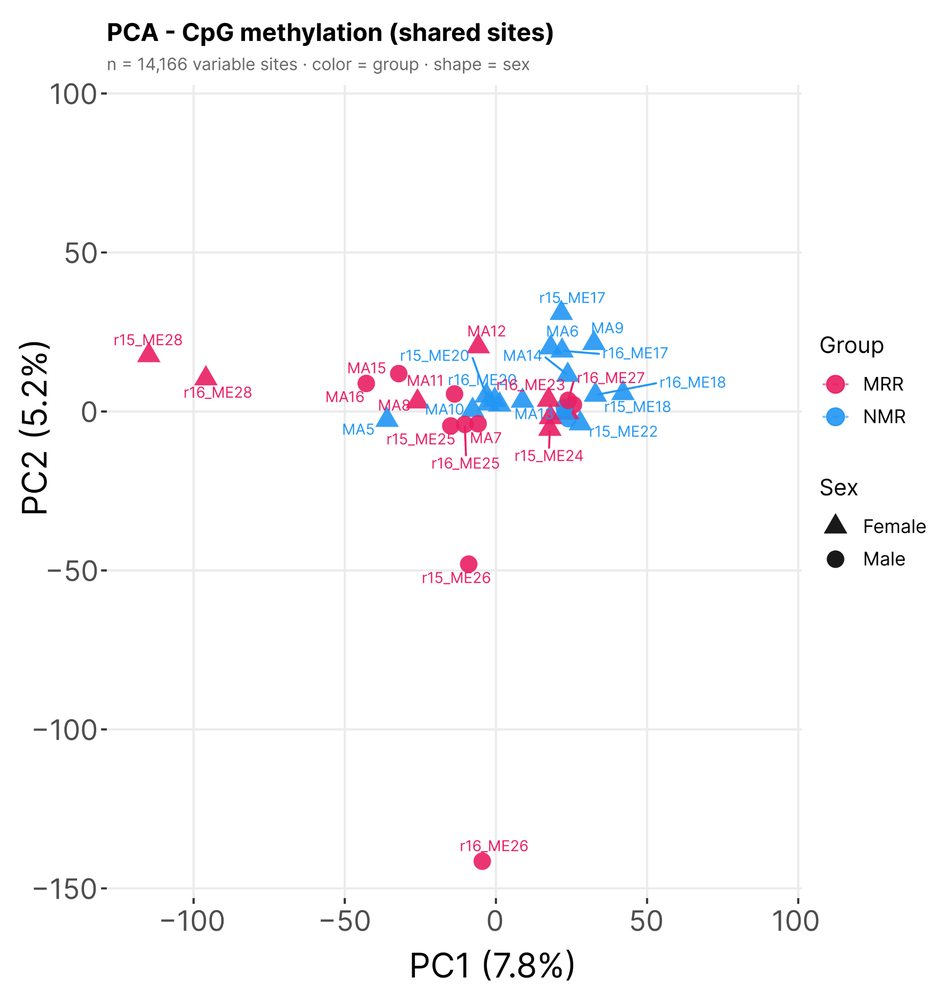 PCA - CpG methylation (shared sites)
n = 14,166 variable sites · color = group · shape = sex
100
50
0
−50
−100
−150
PC2 (5.2%)
r15_ME17
MA12
MA6
MA9
r15_ME28
r15_ME20
MA14
r16_ME17
MA15
MA11
r16_ME20
r16_ME23
r16_ME27
r16_ME18
r16_ME28
MA16
MA8
MA10
MA13
r15_ME18
MA5
r15_ME25
MA7
r15_ME22
r16_ME25
r15_ME24
r15_ME26
r16_ME26
−100
−50
0
50
100
PC1 (7.8%)
Group
MRR
NMR
Sex
Female
Male